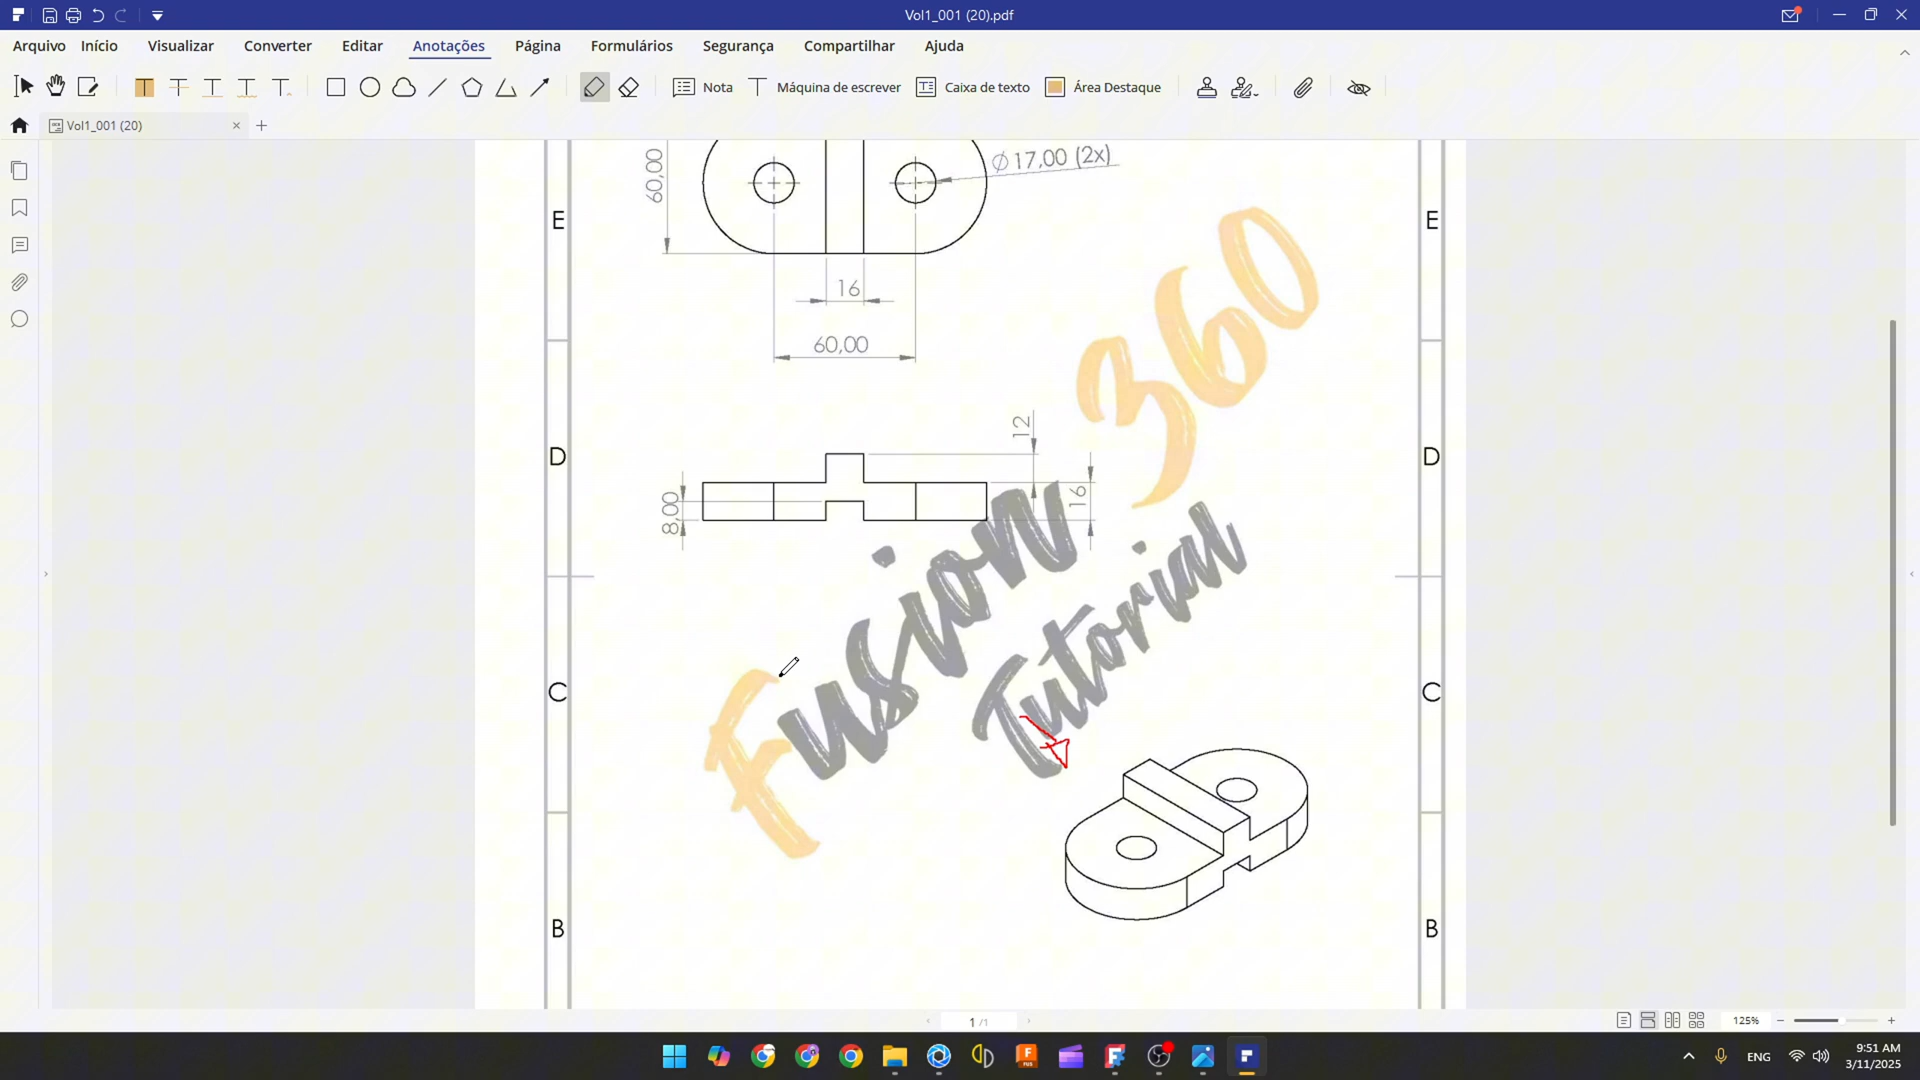 Vol1_001 (20).pdf
Arquivo Início Visualizar Converter Editar Anotações Página Formulários Segurança Compartilhar Ajuda
Nota Máquina de escrever Caixa de texto Área Destaque
Vol1_001 (20)
60,00
Ø 17,00 (2x)
E E
16
60,00
12
D D
8,00
16
Fusion 360
Tutorial
C C
B B
1 /1
125%
ENG
9:51 AM
3/11/2025